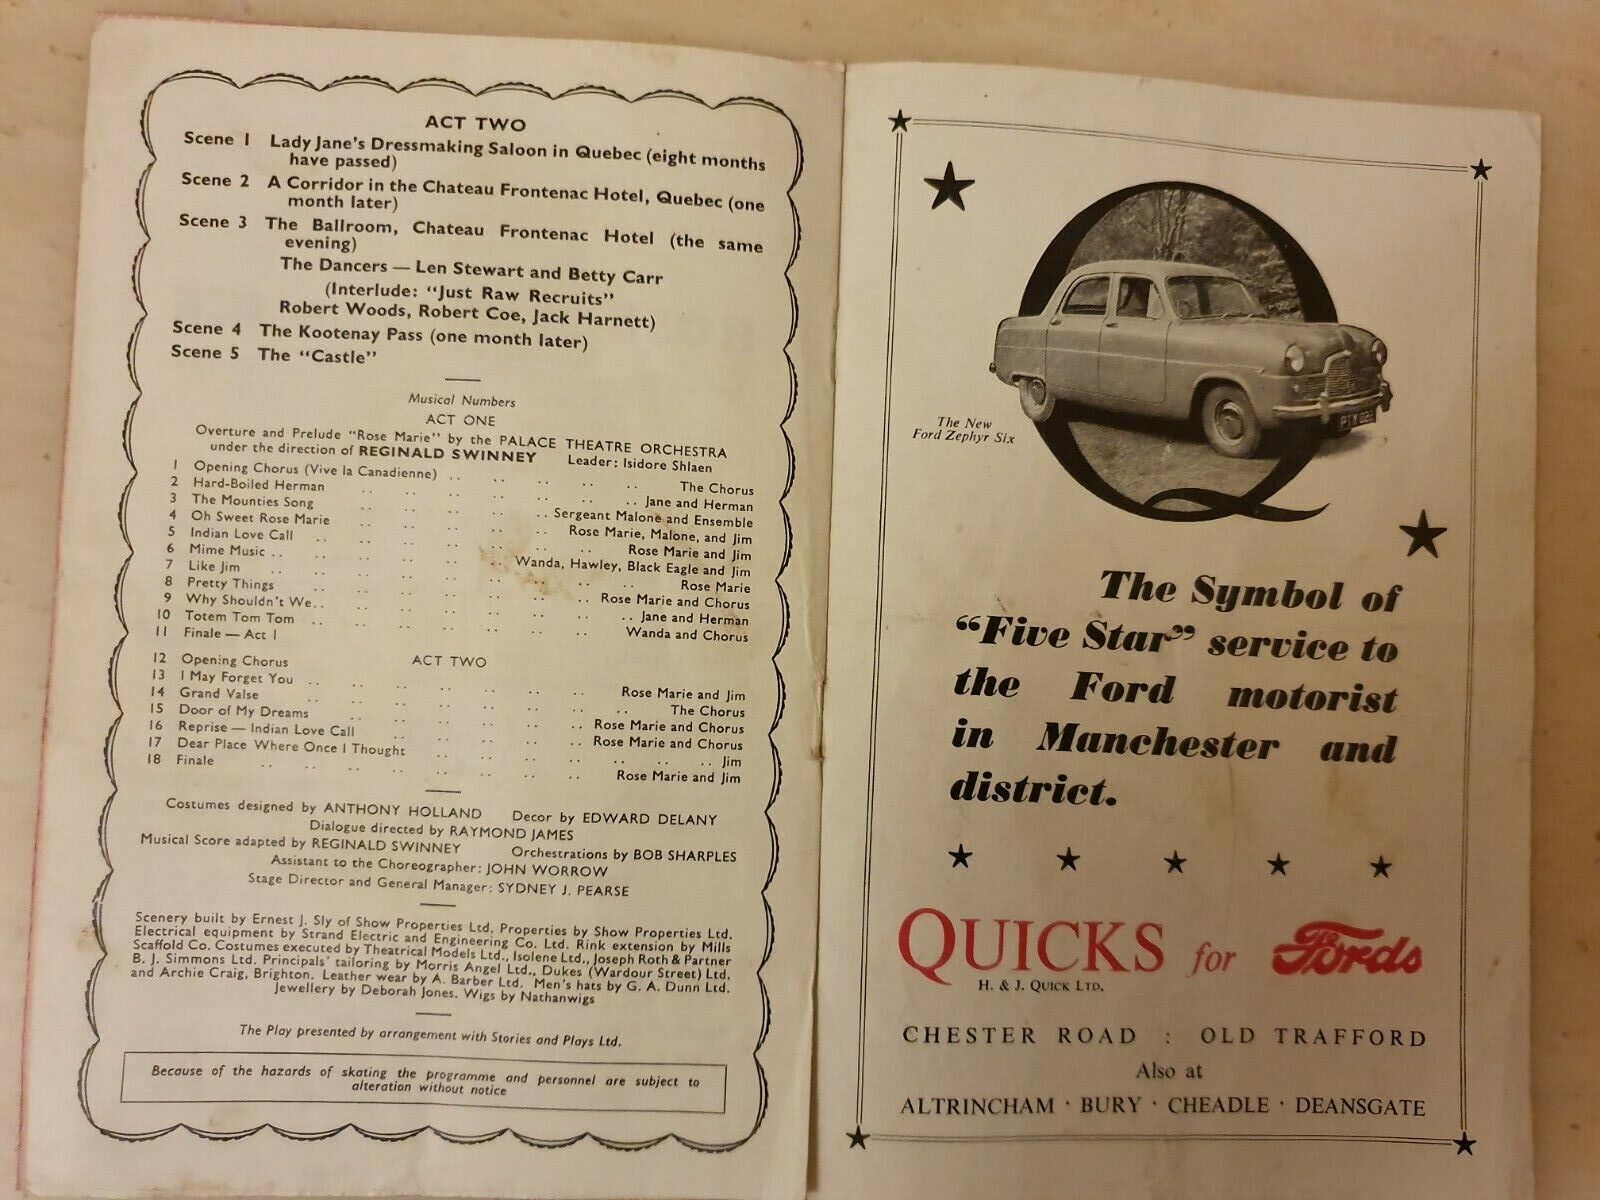 ACT TWO
Scene 1 Lady Jane's Dressmaking Saloon in Quebec (eight months
have passed)
Scene 2 A Corridor in the Chateau Frontenac Hotel, Quebec (one
month later)
Scene 3 The Ballroom, Chateau Frontenac Hotel (the same
evening)
The Dancers — Len Stewart and Betty Carr
(Interlude: "Just Raw Recruits"
Robert Woods, Robert Coe, Jack Harnett)
Scene 4 The Kootenay Pass (one month later)
Scene 5 The "Castle"
Musical Numbers
ACT ONE
Overture and Prelude "Rose Marie" by the PALACE THEATRE ORCHESTRA
under the direction of REGINALD SWINNEY Leader: Isidore Shlaen
1 Opening Chorus (Vive la Canadienne) .. .. .. .. .. The Chorus
2 Hard-Boiled Herman .. .. .. .. .. .. .. Jane and Herman
3 The Mounties Song .. .. .. .. .. Sergeant Malone and Ensemble
4 Oh Sweet Rose Marie .. .. .. .. .. Rose Marie, Malone, and Jim
5 Indian Love Call .. .. .. .. .. .. .. Rose Marie and Jim
6 Mime Music .. .. .. .. .. Wanda, Hawley, Black Eagle and Jim
7 Like Jim .. .. .. .. .. .. .. .. .. Rose Marie
8 Pretty Things .. .. .. .. .. .. Rose Marie and Chorus
9 Why Shouldn't We .. .. .. .. .. .. .. .. Jane and Herman
10 Totem Tom Tom .. .. .. .. .. .. .. Wanda and Chorus
11 Finale — Act 1
ACT TWO
12 Opening Chorus
13 I May Forget You .. .. .. .. .. .. .. Rose Marie and Jim
14 Grand Valse .. .. .. .. .. .. .. .. The Chorus
15 Door of My Dreams .. .. .. .. .. .. Rose Marie and Chorus
16 Reprise — Indian Love Call .. .. .. .. .. Rose Marie and Chorus
17 Dear Place Where Once I Thought .. .. .. .. .. .. Jim
18 Finale .. .. .. .. .. .. .. .. Rose Marie and Jim
Costumes designed by ANTHONY HOLLAND Decor by EDWARD DELANY
Dialogue directed by RAYMOND JAMES
Musical Score adapted by REGINALD SWINNEY Orchestrations by BOB SHARPLES
Assistant to the Choreographer: JOHN WORROW
Stage Director and General Manager: SYDNEY J. PEARSE
Scenery built by Ernest J. Sly of Show Properties Ltd. Properties by Show Properties Ltd.
Electrical equipment by Strand Electric and Engineering Co. Ltd. Rink extension by Mills
Scaffold Co. Costumes executed by Theatrical Models Ltd., Isolene Ltd., Joseph Roth & Partner
B. J. Simmons Ltd. Principals' tailoring by Morris Angel Ltd., Dukes (Wardour Street) Ltd.
and Archie Craig, Brighton. Leather wear by A. Barber Ltd. Men's hats by G. A. Dunn Ltd.
Jewellery by Deborah Jones. Wigs by Nathanwigs
The Play presented by arrangement with Stories and Plays Ltd.
Because of the hazards of skating the programme and personnel are subject to
alteration without notice
The New
Ford Zephyr Six
The Symbol of
"Five Star" service to
the Ford motorist
in Manchester and
district.
QUICKS for Fords
H. & J. QUICK LTD.
CHESTER ROAD : OLD TRAFFORD
Also at
ALTRINCHAM · BURY · CHEADLE · DEANSGATE